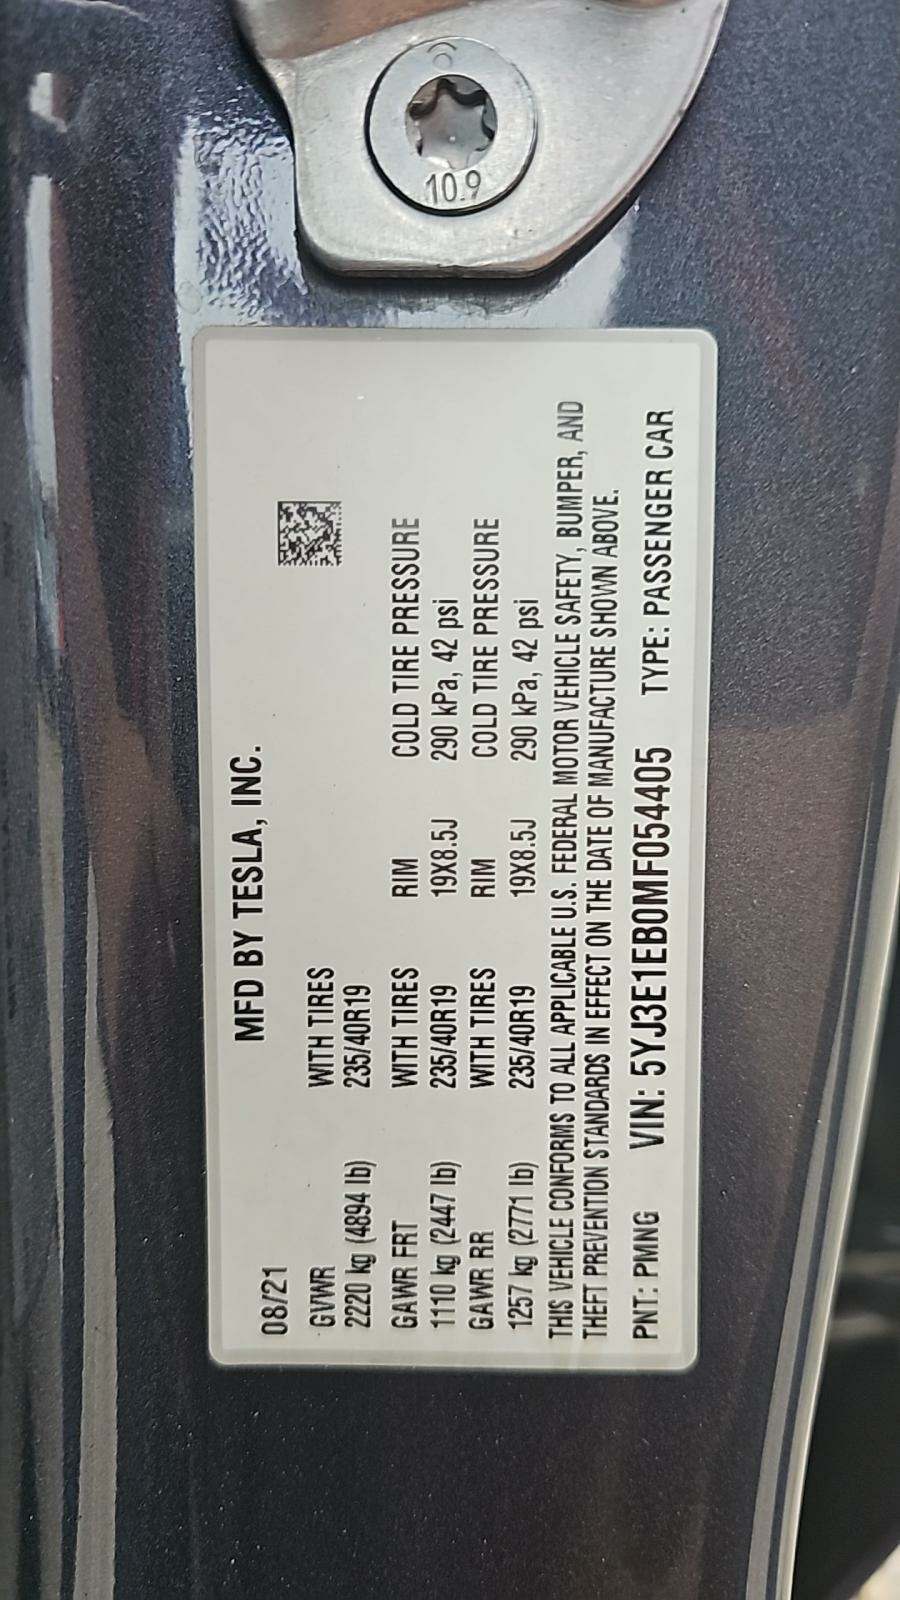 10.9
MFD BY TESLA, INC.
08/21
GVWR WITH TIRES
2220 kg (4894 lb) 235/40R19
GAWR FRT WITH TIRES RIM COLD TIRE PRESSURE
1110 kg (2447 lb) 235/40R19 19X8.5J 290 kPa, 42 psi
GAWR RR WITH TIRES RIM COLD TIRE PRESSURE
1257 kg (2771 lb) 235/40R19 19X8.5J 290 kPa, 42 psi
THIS VEHICLE CONFORMS TO ALL APPLICABLE U.S. FEDERAL MOTOR VEHICLE SAFETY, BUMPER, AND
THEFT PREVENTION STANDARDS IN EFFECT ON THE DATE OF MANUFACTURE SHOWN ABOVE.
PNT: PMNG VIN: 5YJ3E1EB0MF054405 TYPE: PASSENGER CAR